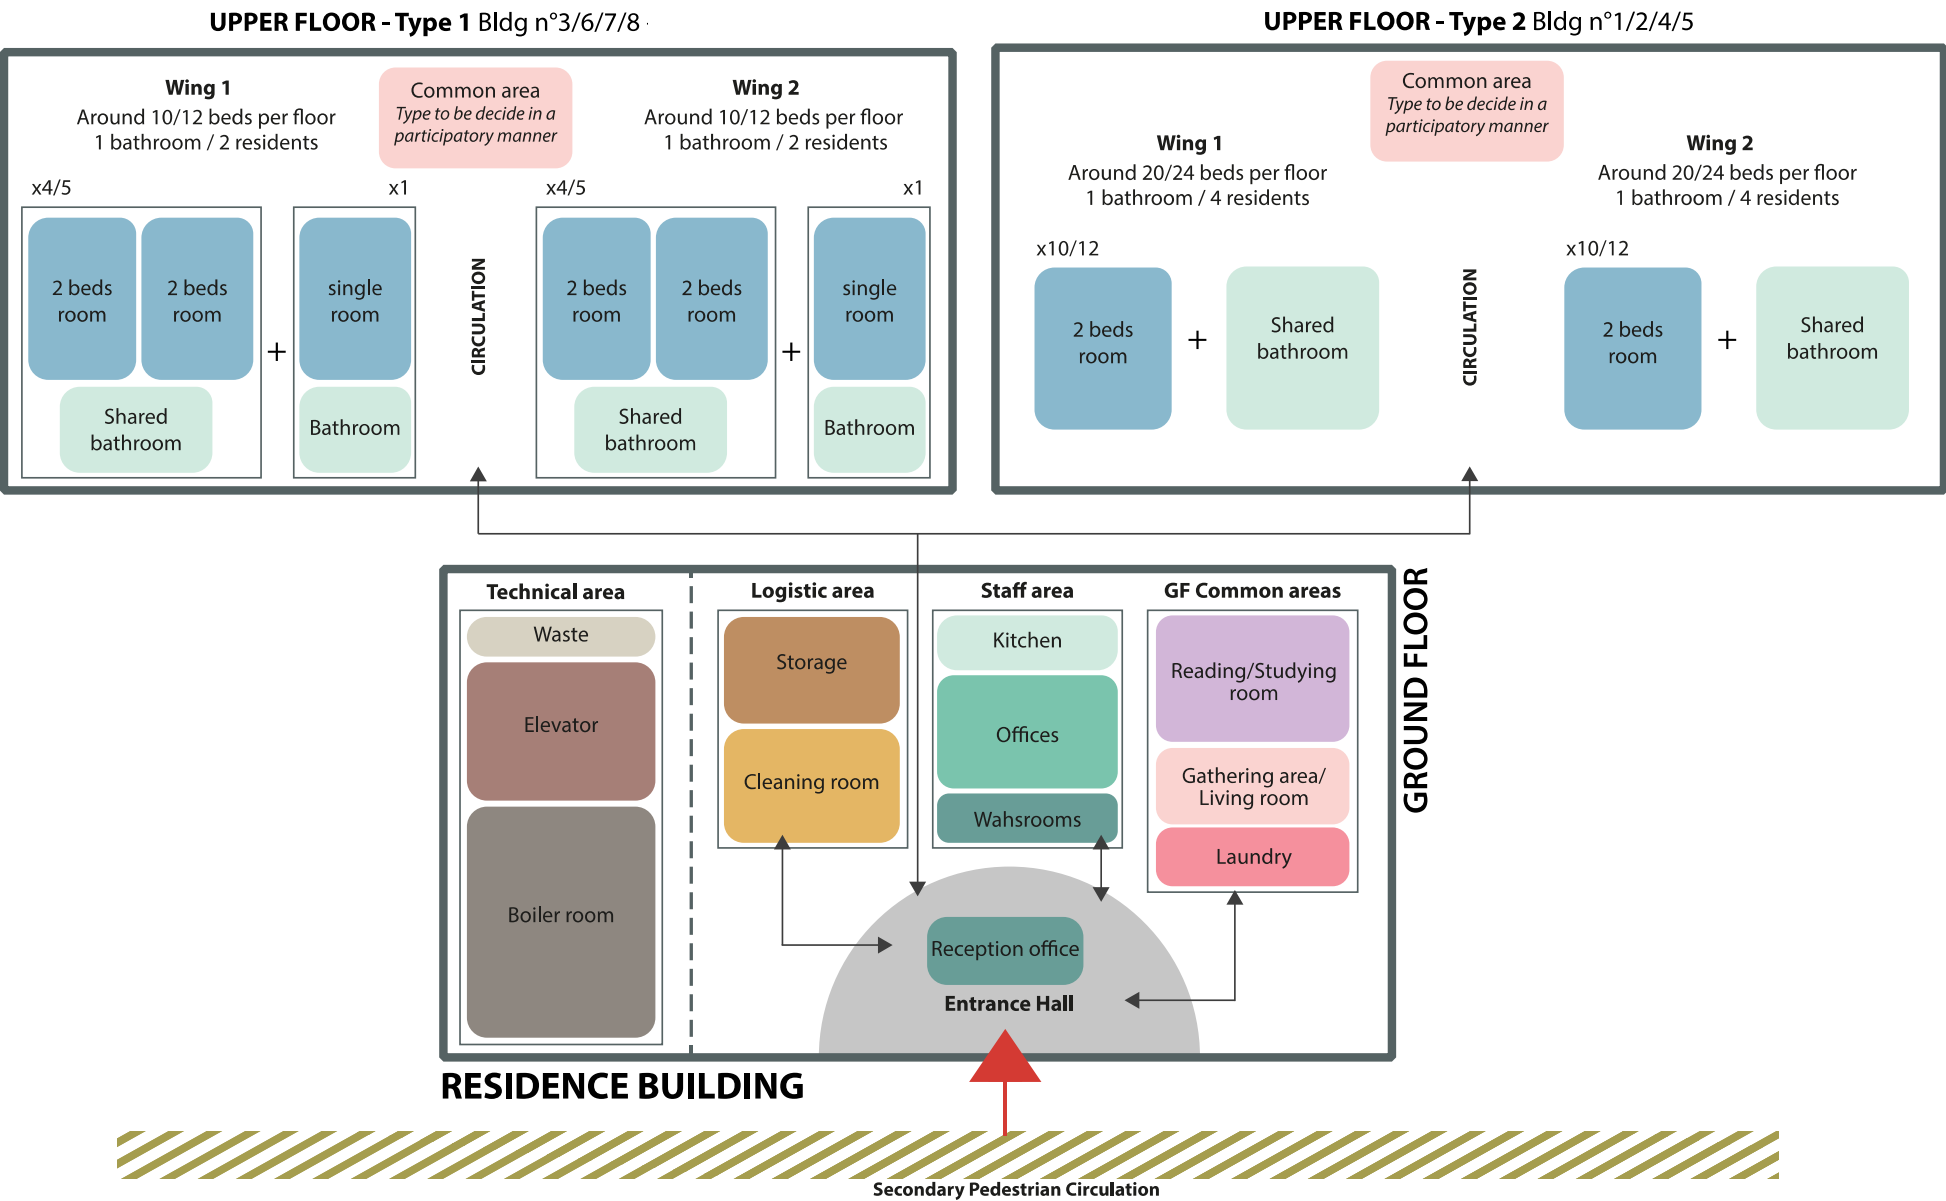 UPPER FLOOR - Type 1 Bldg n°3/6/7/8 -
Wing 1
Around 10/12 beds per floor
1 bathroom / 2 residents
Common area
Type to be decide in a
participatory manner
Wing 2
Around 10/12 beds per floor
1 bathroom / 2 residents
x4/5
x1
x4/5
x1
2 beds
room
2 beds
room
+
single
room
Shared
bathroom
Bathroom
CIRCULATION
2 beds
room
2 beds
room
+
single
room
Shared
bathroom
Bathroom
UPPER FLOOR - Type 2 Bldg n°1/2/4/5
Common area
Type to be decide in a
participatory manner
Wing 1
Around 20/24 beds per floor
1 bathroom / 4 residents
Wing 2
Around 20/24 beds per floor
1 bathroom / 4 residents
x10/12
2 beds
room
+
Shared
bathroom
CIRCULATION
x10/12
2 beds
room
+
Shared
bathroom
Technical area
Waste
Elevator
Boiler room
Logistic area
Storage
Cleaning room
Staff area
Kitchen
Offices
Wahsrooms
GF Common areas
Reading/Studying
room
Gathering area/
Living room
Laundry
GROUND FLOOR
Reception office
Entrance Hall
RESIDENCE BUILDING
Secondary Pedestrian Circulation